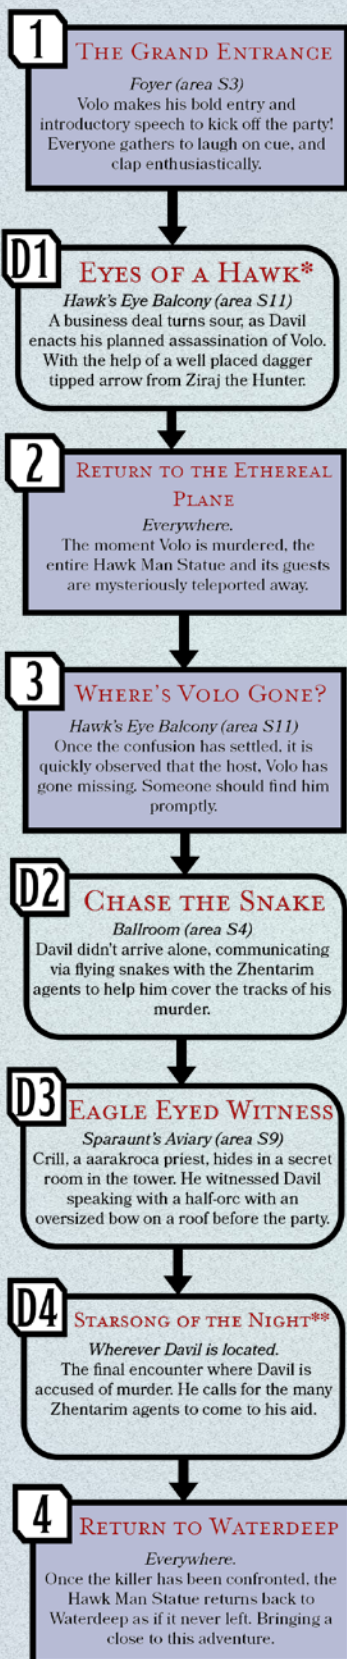 1
The Grand Entrance
Foyer (area S3)
Volo makes his bold entry and
introductory speech to kick off the party!
Everyone gathers to laugh on cue, and
clap enthusiastically.
D1
Eyes of a Hawk*
Hawk's Eye Balcony (area S11)
A business deal turns sour, as Davil
enacts his planned assassination of Volo.
With the help of a well placed dagger
tipped arrow from Ziraj the Hunter.
2
Return to the Ethereal
Plane
Everywhere.
The moment Volo is murdered, the
entire Hawk Man Statue and its guests
are mysteriously teleported away.
3
Where's Volo Gone?
Hawk's Eye Balcony (area S11)
Once the confusion has settled, it is
quickly observed that the host, Volo has
gone missing. Someone should find him
promptly.
D2
Chase the Snake
Ballroom (area S4)
Davil didn't arrive alone, communicating
via flying snakes with the Zhentarim
agents to help him cover the tracks of his
murder.
D3
Eagle Eyed Witness
Sparaunt's Aviary (area S9)
Crill, a aarakroca priest, hides in a secret
room in the tower. He witnessed Davil
speaking with a half-orc with an
oversized bow on a roof before the party.
D4
Starsong of the Night**
Wherever Davil is located.
The final encounter where Davil is
accused of murder. He calls for the many
Zhentarim agents to come to his aid.
4
Return to Waterdeep
Everywhere.
Once the killer has been confronted, the
Hawk Man Statue returns back to
Waterdeep as if it never left. Bringing a
close to this adventure.